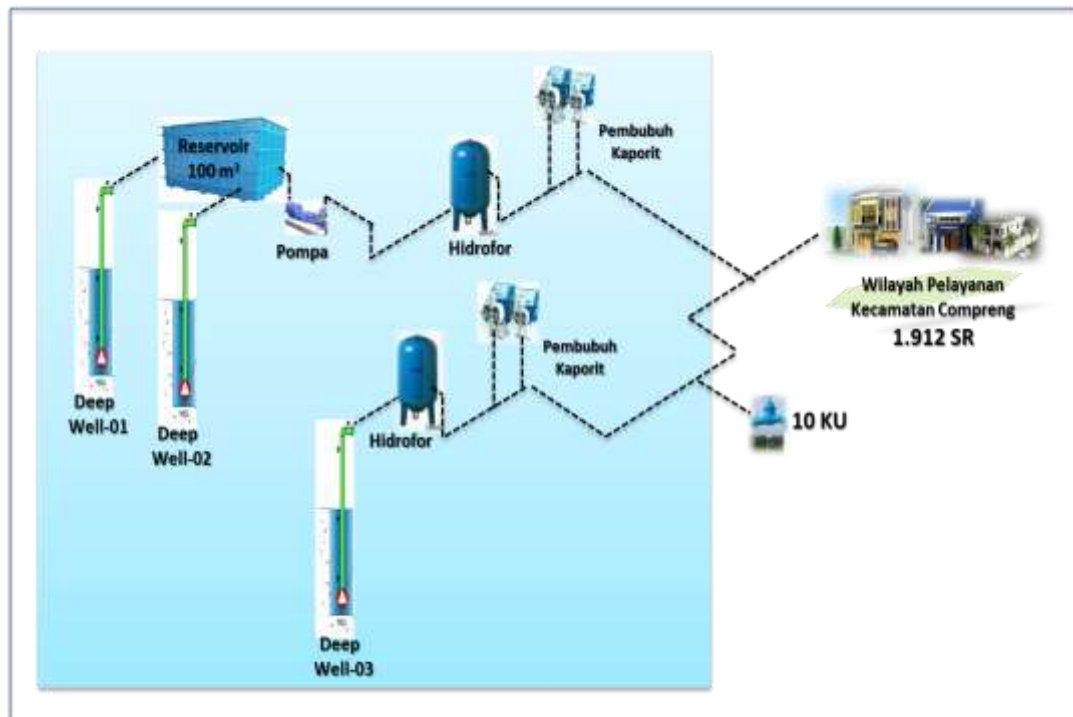 Reservoir
100 m³
Pembubuh
Kaporit
Pompa
Hidrofor
Wilayah Pelayanan
Kecamatan Compreng
1.912 SR
Pembubuh
Kaporit
Deep
Well-01
Deep
Well-02
Hidrofor
10 KU
Deep
Well-03